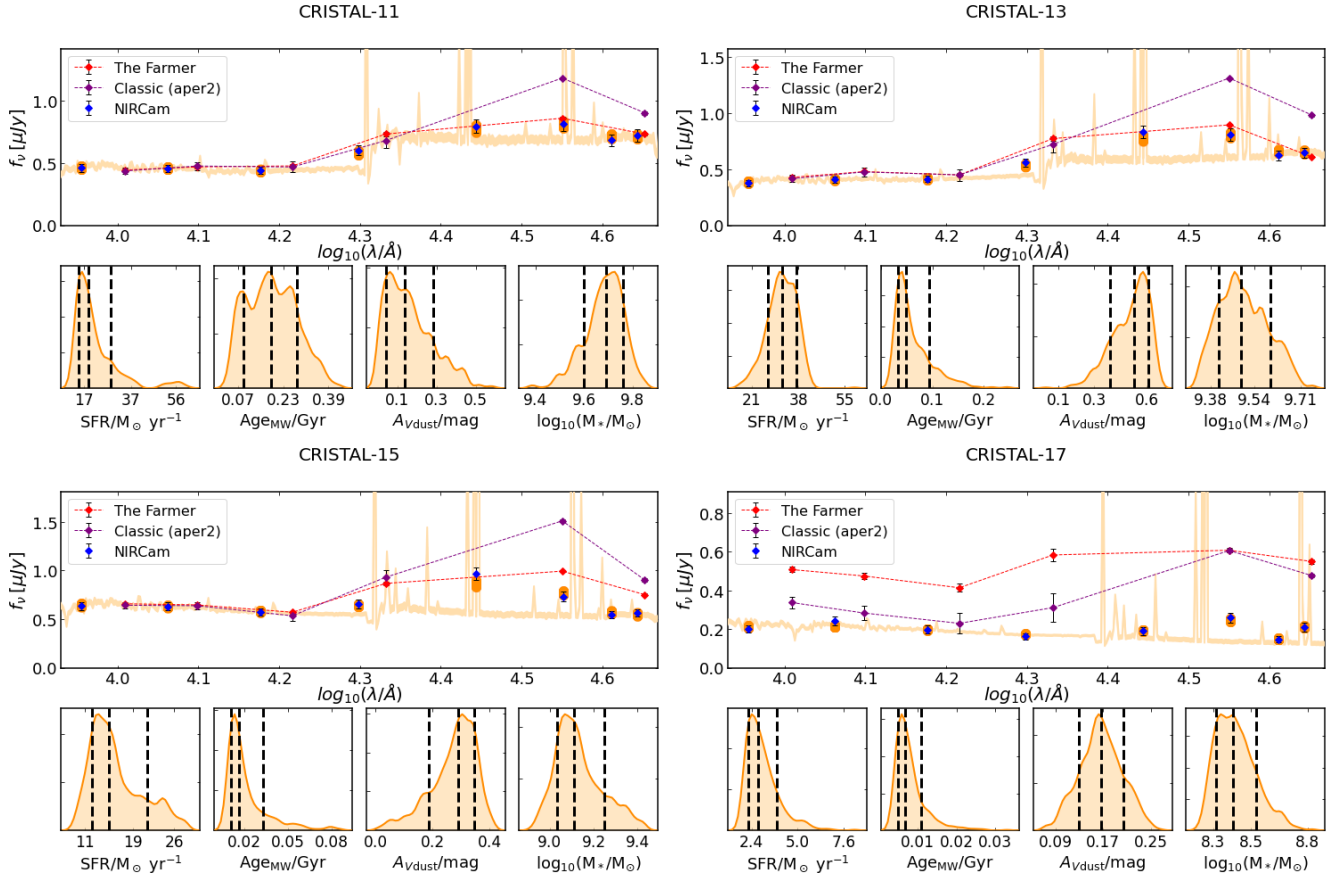 CRISTAL-11
The Farmer
Classic (aper2)
NIRCam
f_ν [μJy]
1.0
0.5
0.0
4.0 4.1 4.2 4.3 4.4 4.5 4.6
log₁₀(λ/Å)
17 37 56
SFR/M⊙ yr⁻¹
0.07 0.23 0.39
Age_MW/Gyr
0.1 0.3 0.5
A_Vdust/mag
9.4 9.6 9.8
log₁₀(M∗/M⊙)
CRISTAL-13
The Farmer
Classic (aper2)
NIRCam
f_ν [μJy]
1.5
1.0
0.5
0.0
4.0 4.1 4.2 4.3 4.4 4.5 4.6
log₁₀(λ/Å)
21 38 55
SFR/M⊙ yr⁻¹
0.0 0.1 0.2
Age_MW/Gyr
0.1 0.3 0.6
A_Vdust/mag
9.38 9.54 9.71
log₁₀(M∗/M⊙)
CRISTAL-15
The Farmer
Classic (aper2)
NIRCam
f_ν [μJy]
1.5
1.0
0.5
0.0
4.0 4.1 4.2 4.3 4.4 4.5 4.6
log₁₀(λ/Å)
11 19 26
SFR/M⊙ yr⁻¹
0.02 0.05 0.08
Age_MW/Gyr
0.0 0.2 0.4
A_Vdust/mag
9.0 9.2 9.4
log₁₀(M∗/M⊙)
CRISTAL-17
The Farmer
Classic (aper2)
NIRCam
f_ν [μJy]
0.8
0.6
0.4
0.2
0.0
4.0 4.1 4.2 4.3 4.4 4.5 4.6
log₁₀(λ/Å)
2.4 5.0 7.6
SFR/M⊙ yr⁻¹
0.01 0.03
Age_MW/Gyr
0.09 0.17 0.25
A_Vdust/mag
8.3 8.5 8.8
log₁₀(M∗/M⊙)